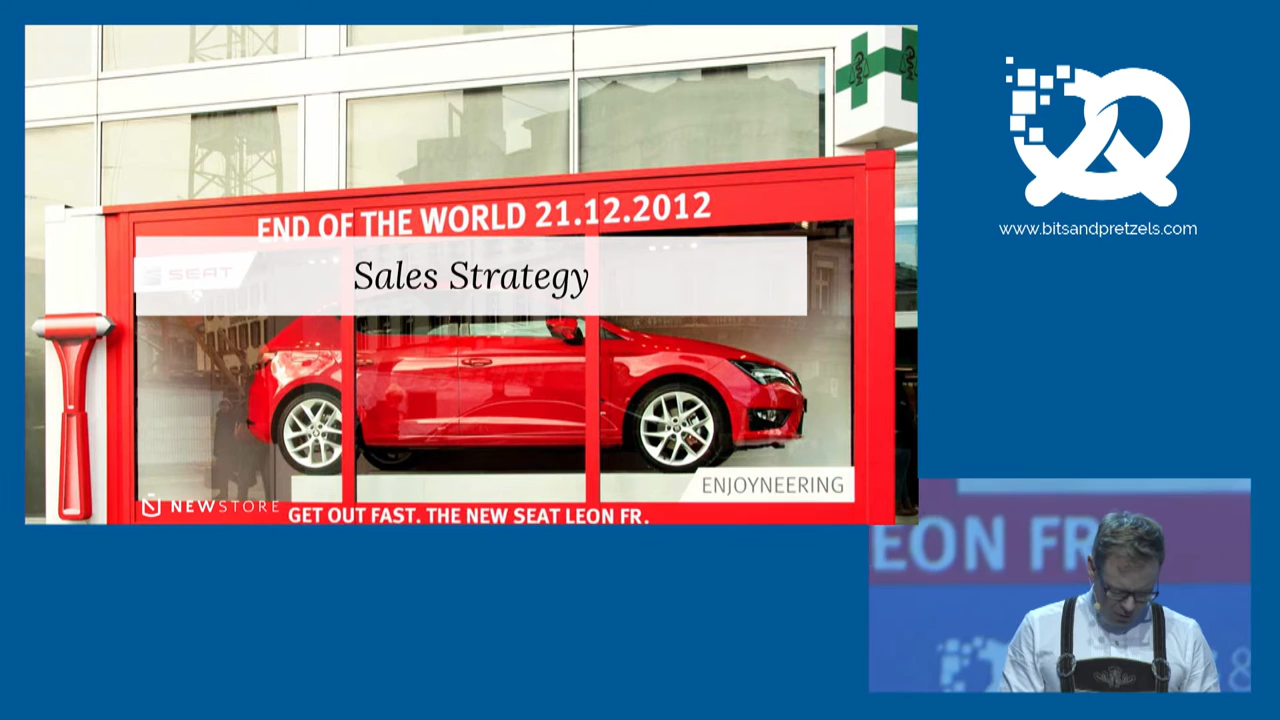 END OF THE WORLD 21.12.2012
SEAT
Sales Strategy
ENJOYNEERING
NEWSTORE
GET OUT FAST. THE NEW SEAT LEON FR.
www.bitsandpretzels.com
EON FR
&